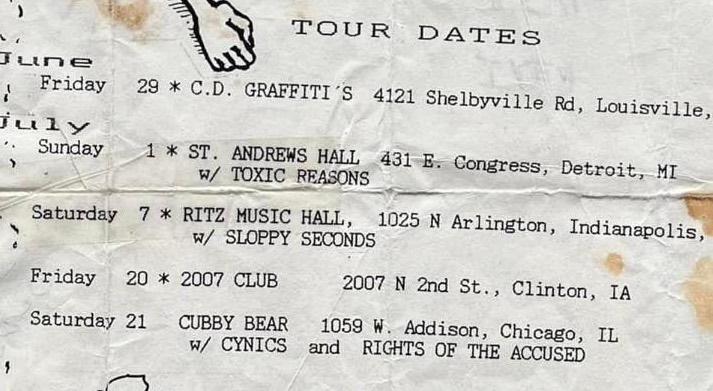 TOUR DATES
June
Friday 29 * C.D. GRAFFITI´S 4121 Shelbyville Rd, Louisville,
July
Sunday 1 * ST. ANDREWS HALL 431 E. Congress, Detroit, MI
w/ TOXIC REASONS
Saturday 7 * RITZ MUSIC HALL, 1025 N Arlington, Indianapolis,
w/ SLOPPY SECONDS
Friday 20 * 2007 CLUB 2007 N 2nd St., Clinton, IA
Saturday 21 CUBBY BEAR 1059 W. Addison, Chicago, IL
w/ CYNICS and RIGHTS OF THE ACCUSED